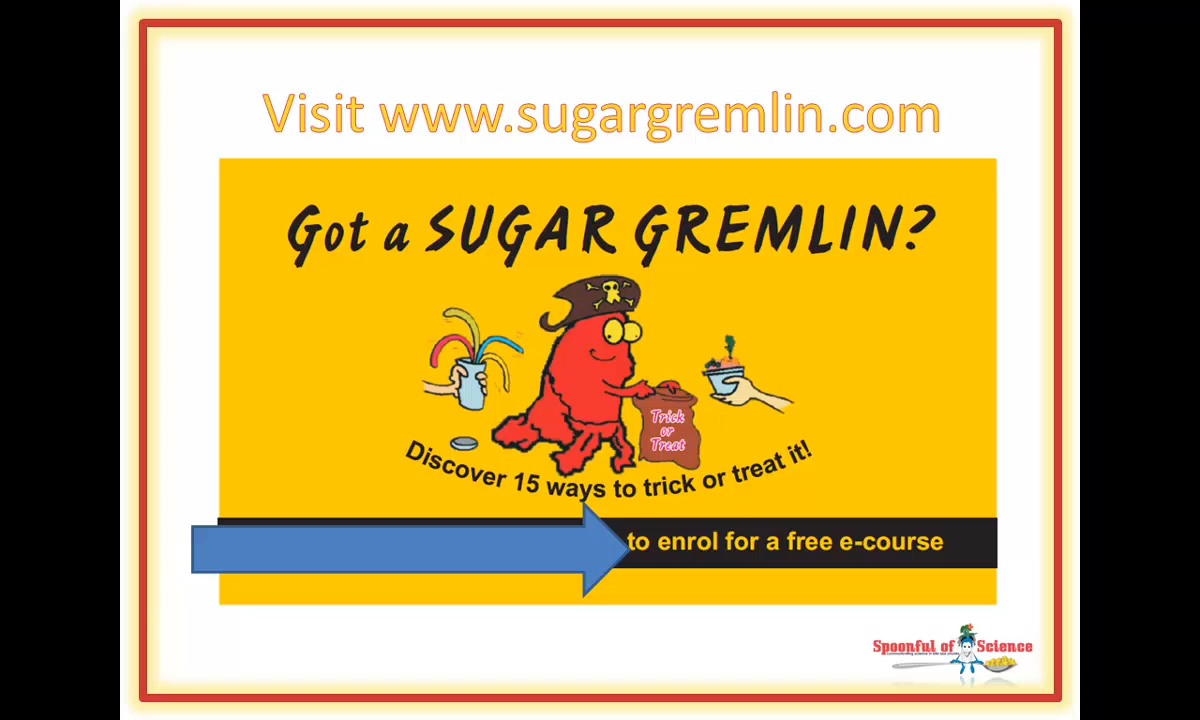 Visit www.sugargremlin.com
Got a SUGAR GREMLIN?
Trick
or
Treat
Discover 15 ways to trick or treat it!
to enrol for a free e-course
Spoonful of Science